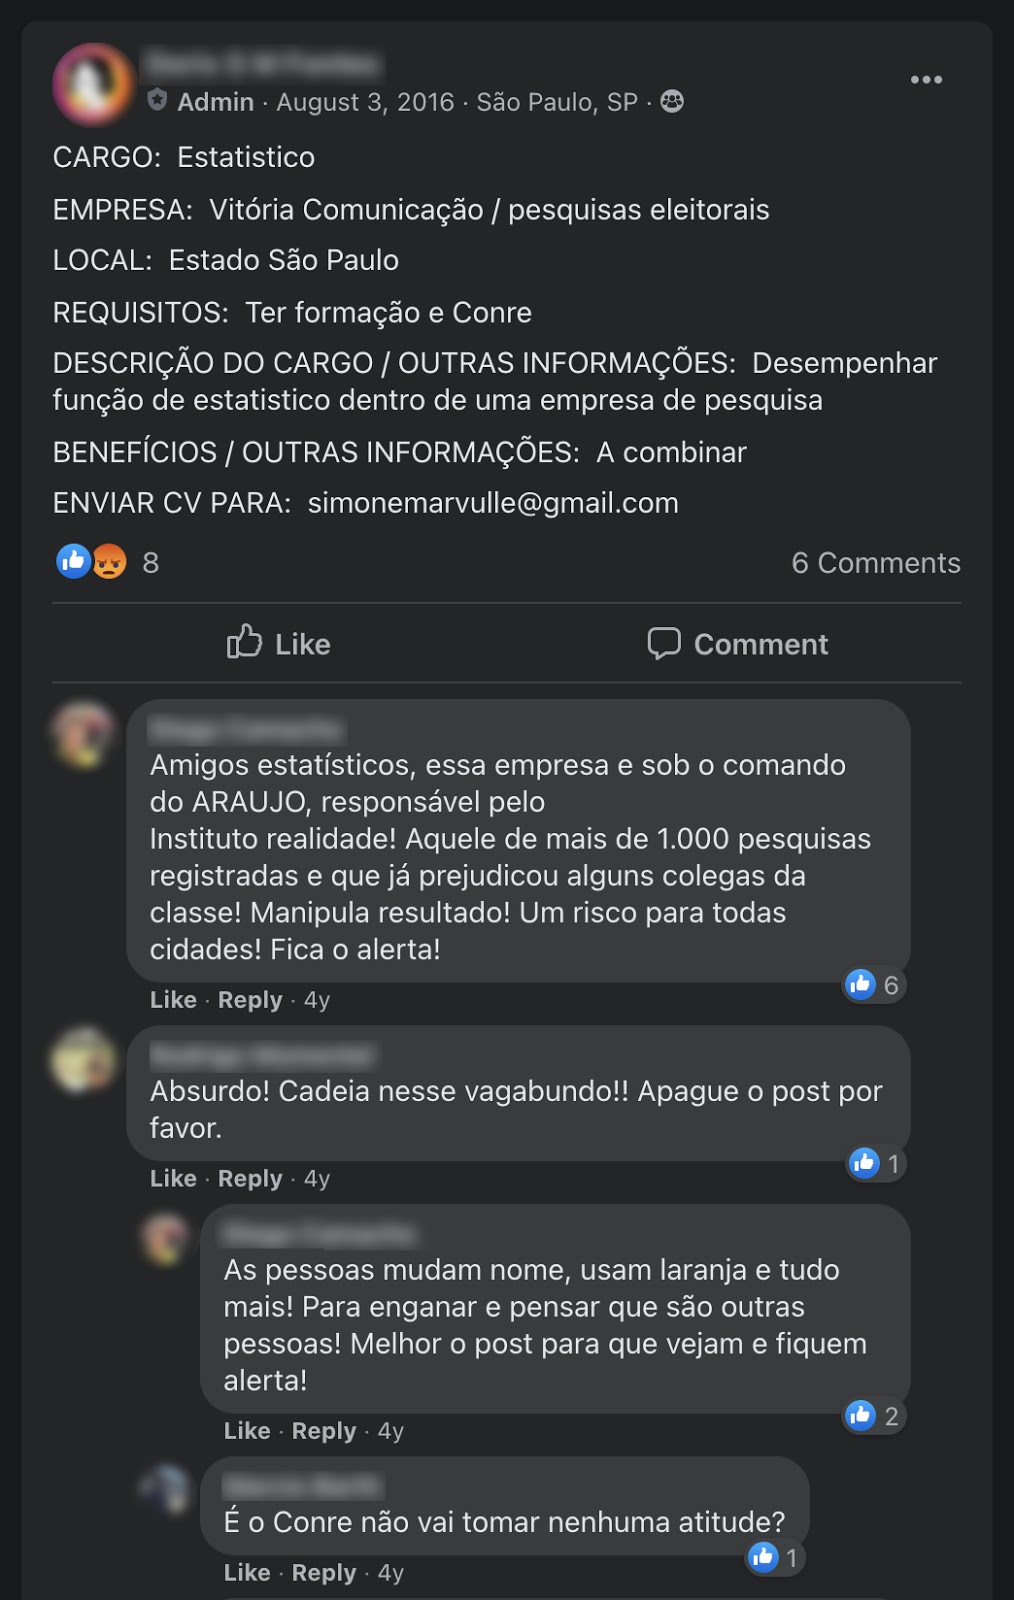 Admin · August 3, 2016 · São Paulo, SP ·
CARGO: Estatistico
EMPRESA: Vitória Comunicação / pesquisas eleitorais
LOCAL: Estado São Paulo
REQUISITOS: Ter formação e Conre
DESCRIÇÃO DO CARGO / OUTRAS INFORMAÇÕES: Desempenhar
função de estatistico dentro de uma empresa de pesquisa
BENEFÍCIOS / OUTRAS INFORMAÇÕES: A combinar
ENVIAR CV PARA: simonemarvulle@gmail.com
8 6 Comments
Like Comment
Amigos estatísticos, essa empresa e sob o comando
do ARAUJO, responsável pelo
Instituto realidade! Aquele de mais de 1.000 pesquisas
registradas e que já prejudicou alguns colegas da
classe! Manipula resultado! Um risco para todas
cidades! Fica o alerta!
6
Like · Reply · 4y
Absurdo! Cadeia nesse vagabundo!! Apague o post por
favor.
1
Like · Reply · 4y
As pessoas mudam nome, usam laranja e tudo
mais! Para enganar e pensar que são outras
pessoas! Melhor o post para que vejam e fiquem
alerta!
2
Like · Reply · 4y
É o Conre não vai tomar nenhuma atitude?
1
Like · Reply · 4y